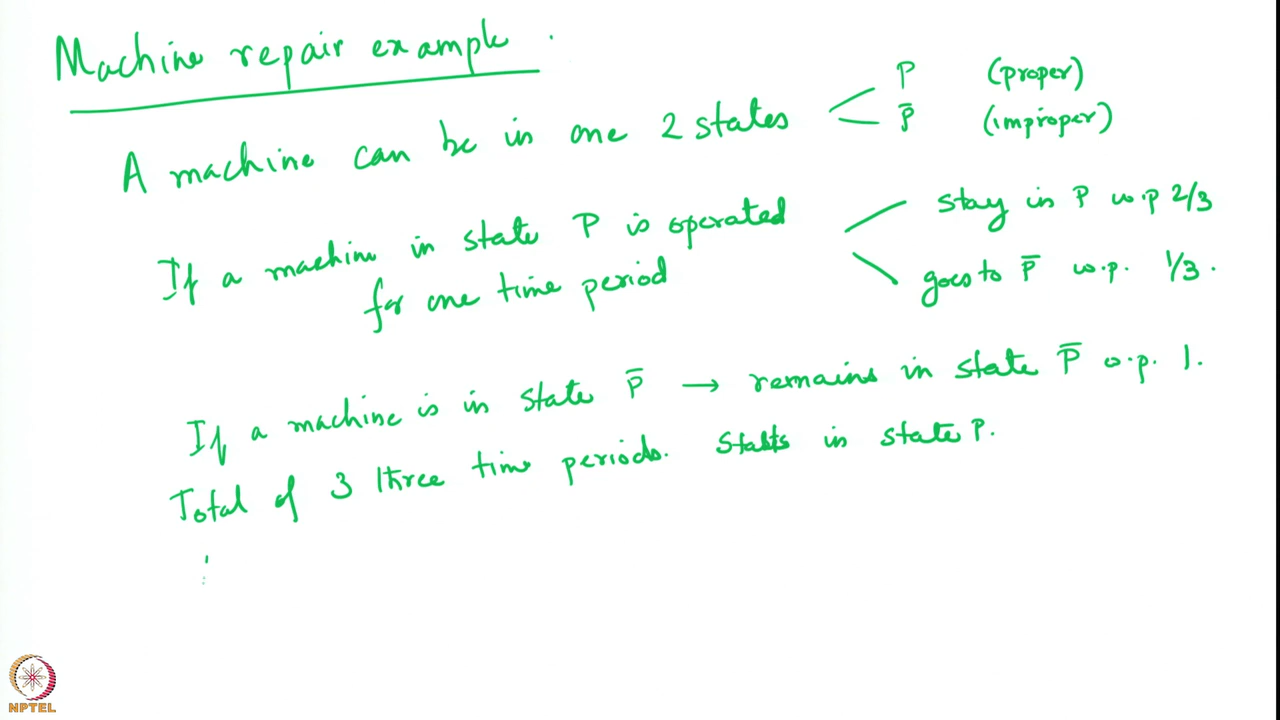 Machine repair example .
A machine can be in one 2 states
P (proper)
P̄ (improper)
If a machine in state P is operated
for one time period
stay in P w.p 2/3
goes to P̄ w.p. 1/3 .
If a machine is in state P̄ → remains in state P̄ w.p. 1.
Total of 3 three time periods. Starts in state P.
NPTEL